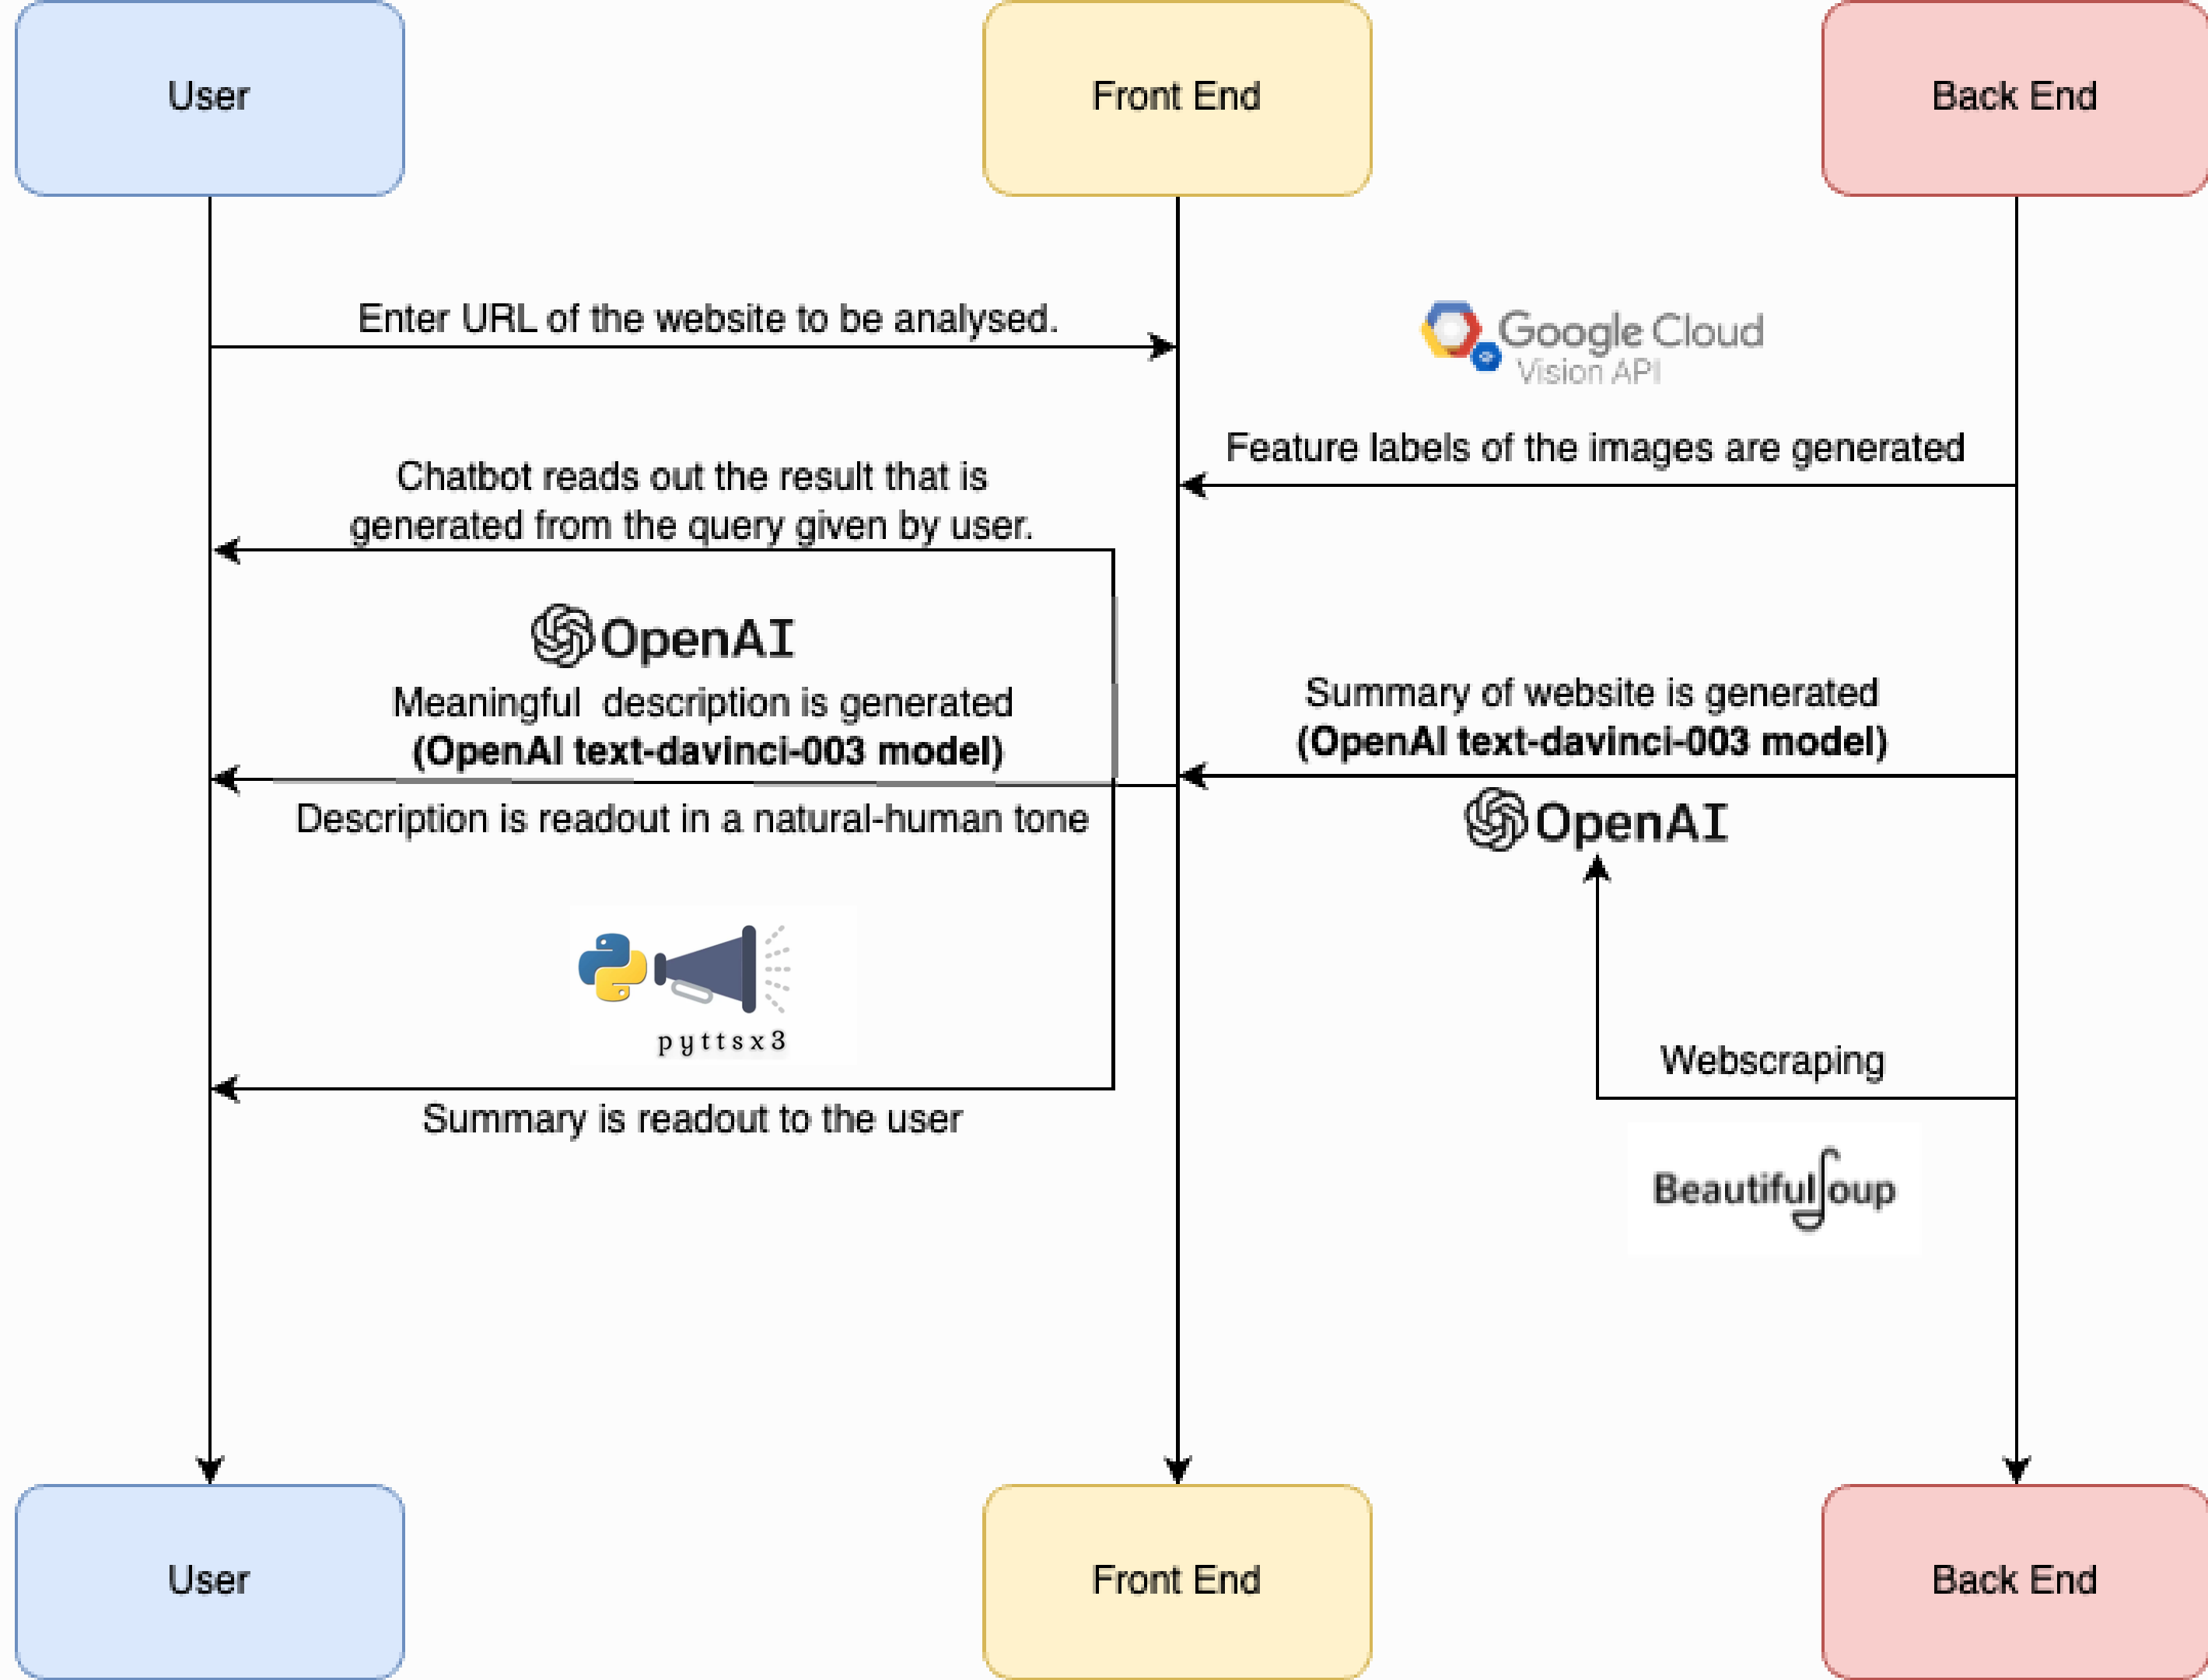 User
Front End
Back End
Enter URL of the website to be analysed.
Google Cloud
Vision API
Feature labels of the images are generated
Chatbot reads out the result that is
generated from the query given by user.
OpenAI
Meaningful  description is generated
(OpenAI text-davinci-003 model)
Description is readout in a natural-human tone
Summary of website is generated
(OpenAI text-davinci-003 model)
OpenAI
pyttsx3
Summary is readout to the user
Webscraping
BeautifulSoup
User
Front End
Back End